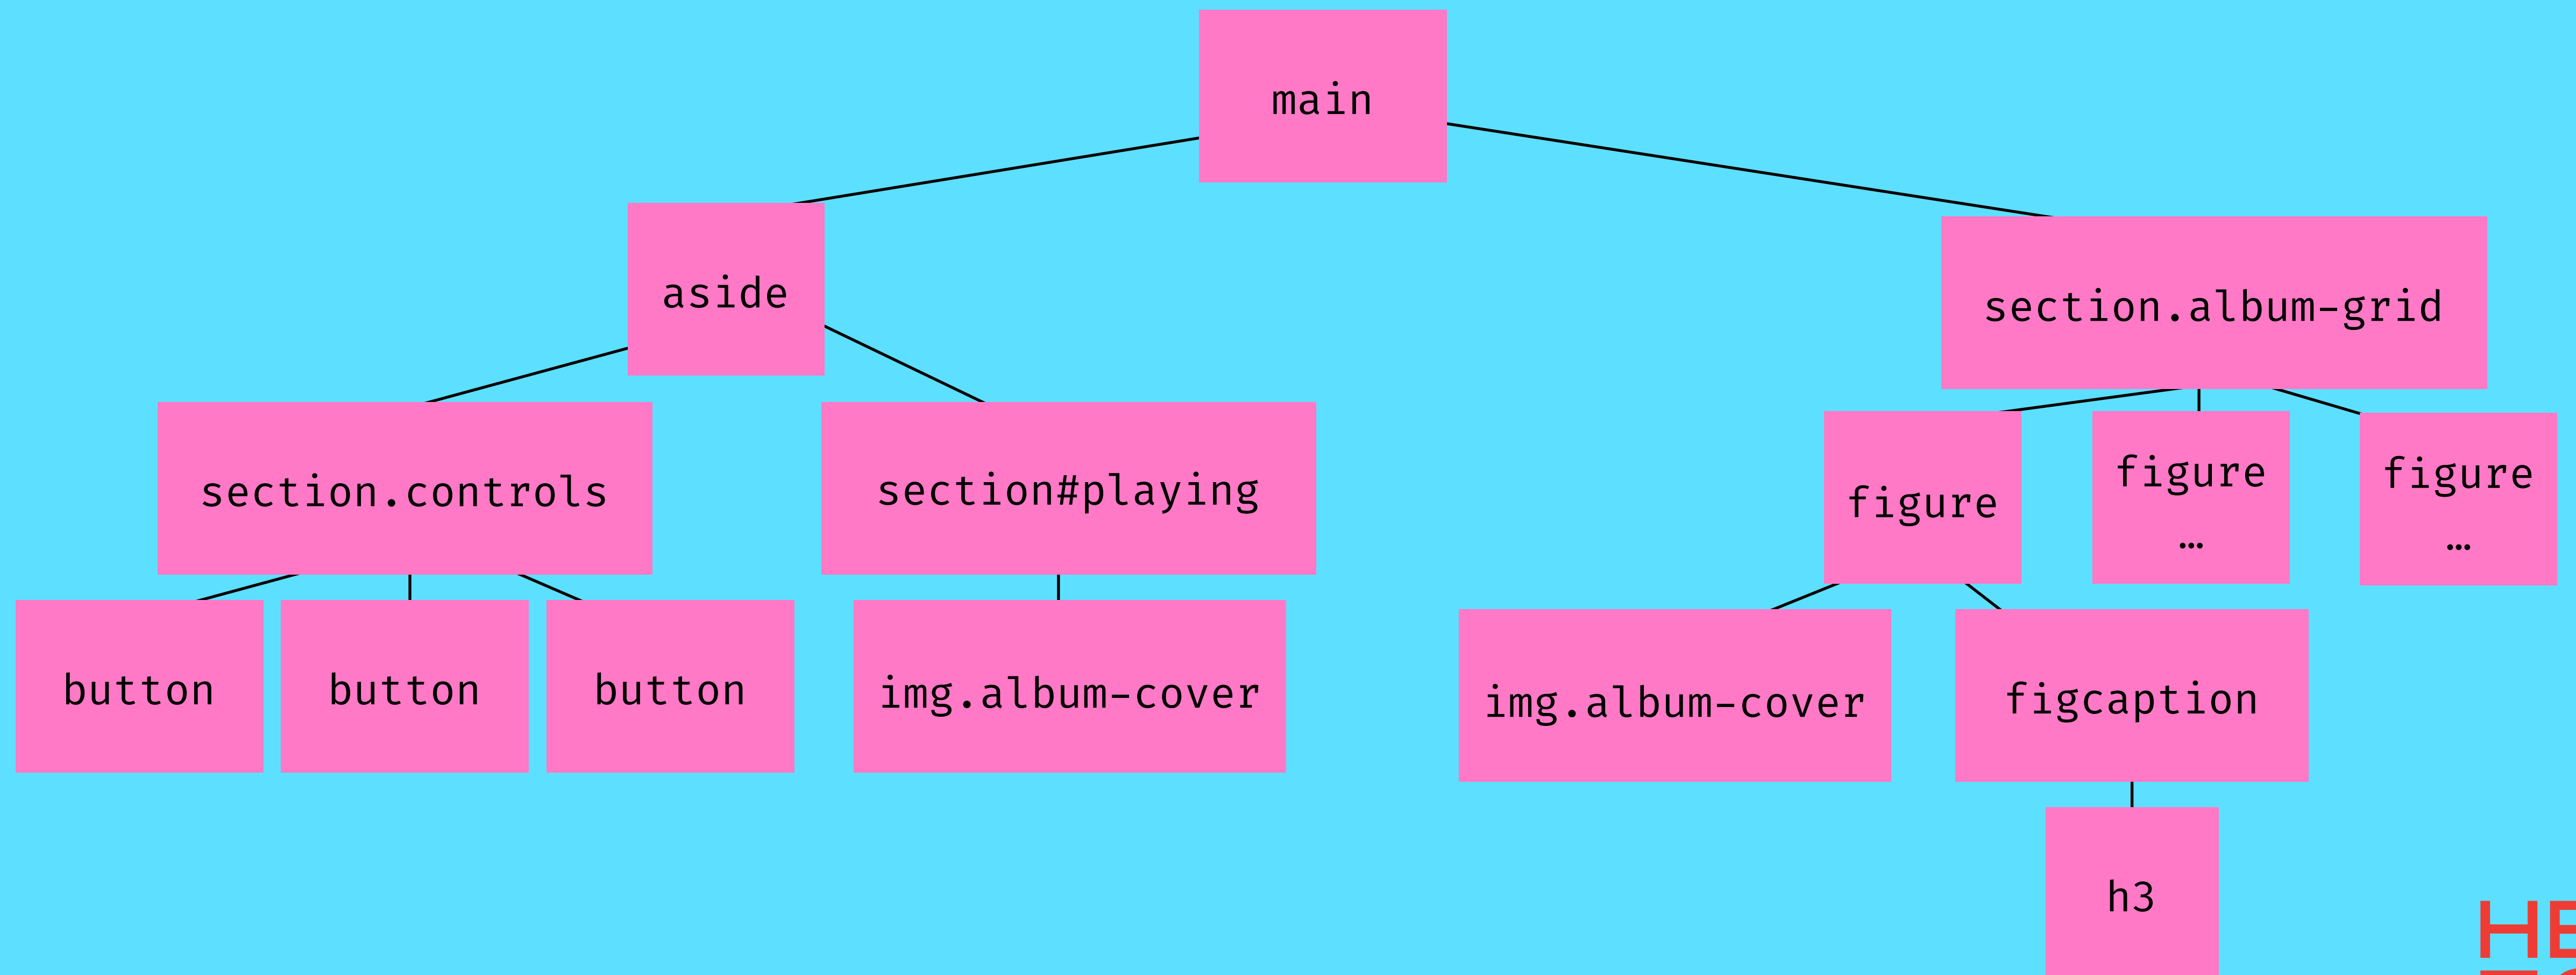 main
aside
section.album-grid
section.controls
section#playing
figure
figure
…
figure
…
button
button
button
img.album-cover
img.album-cover
figcaption
h3